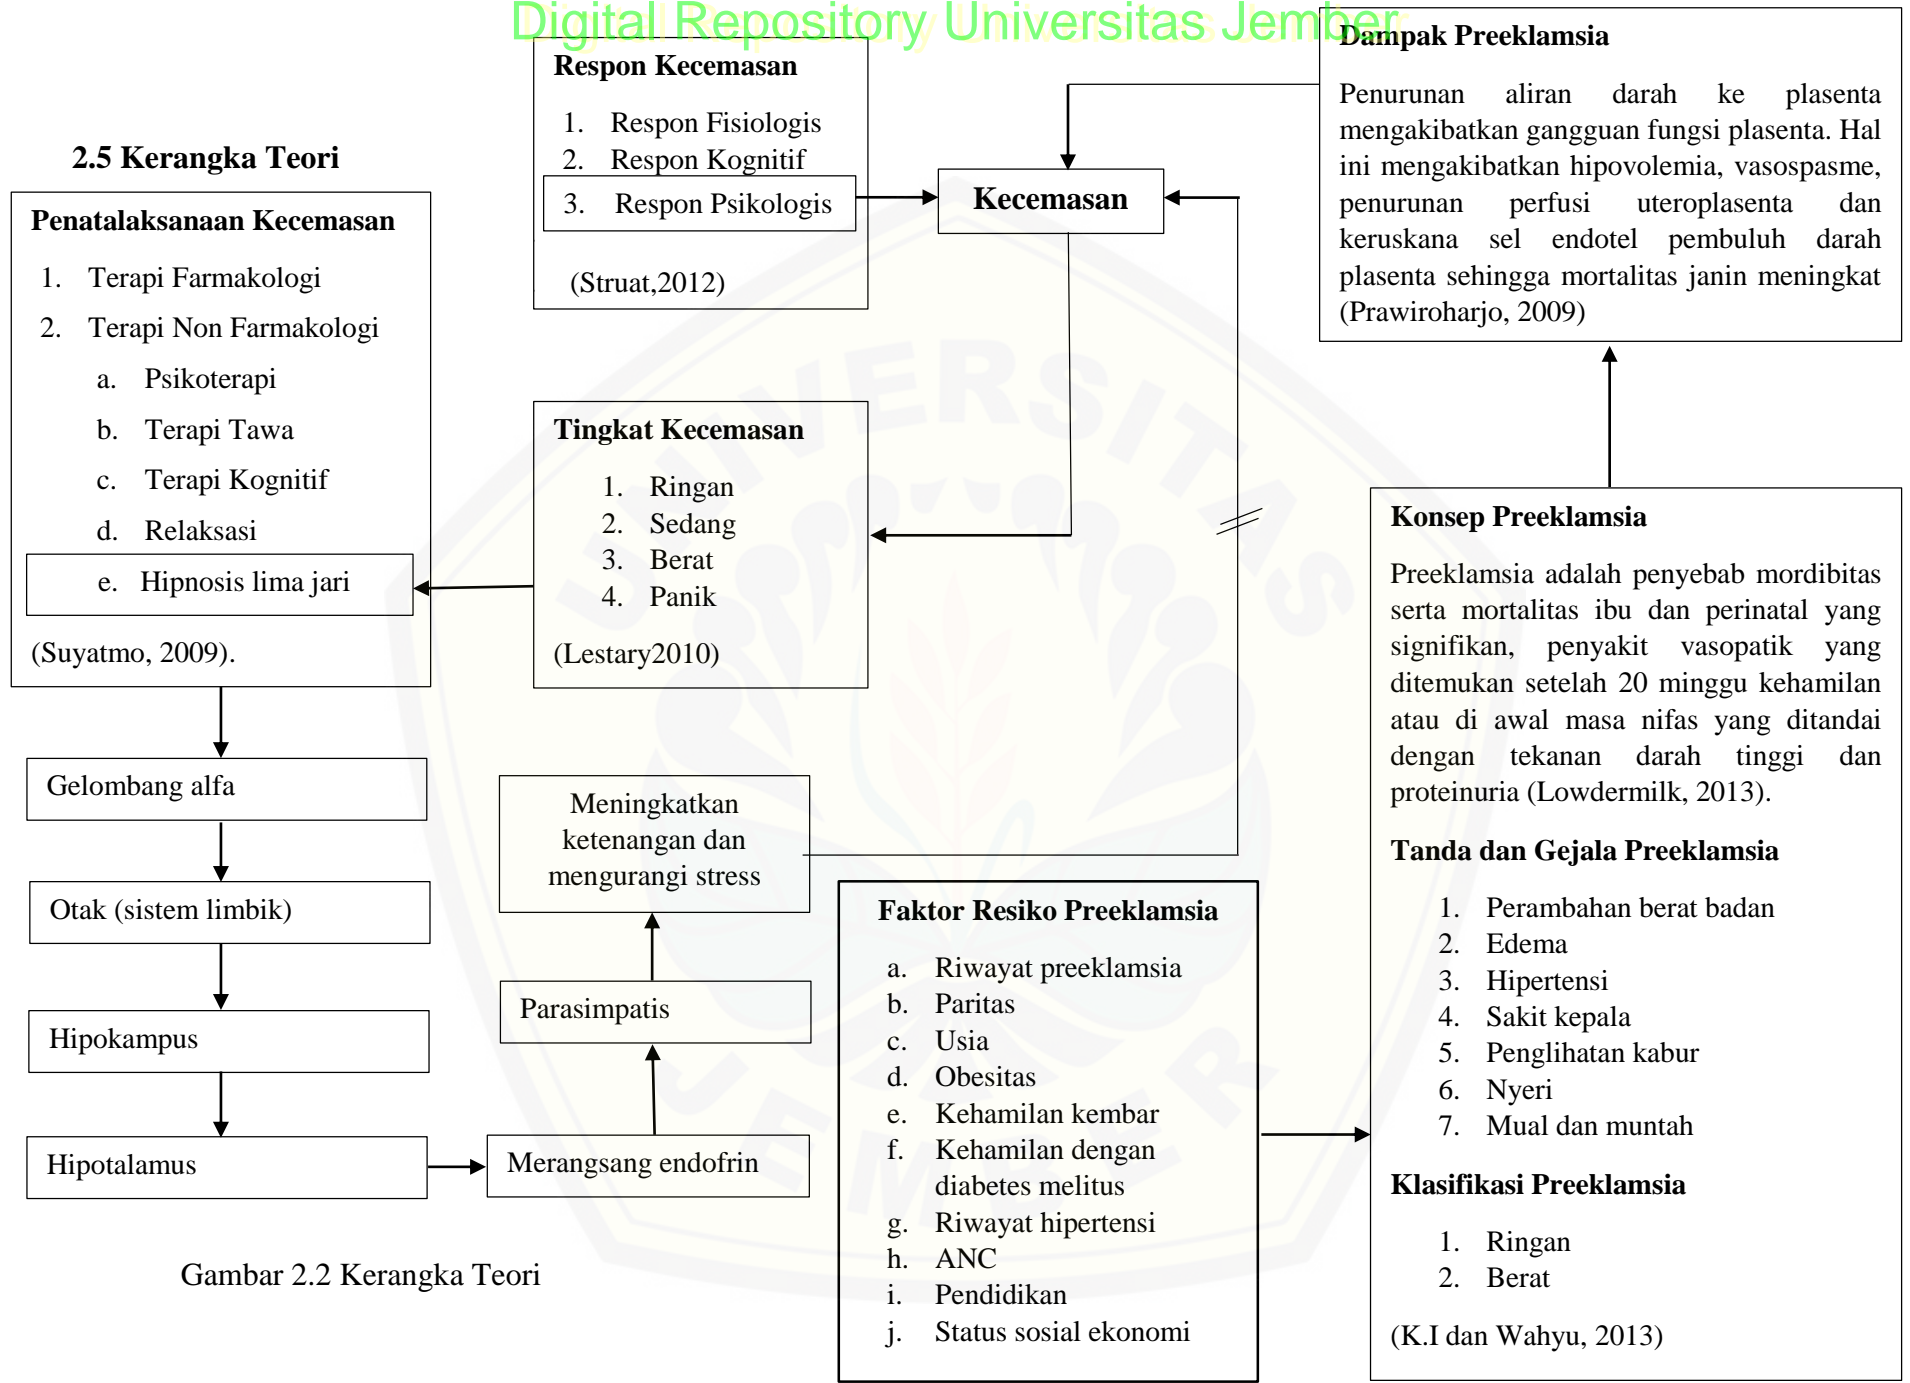 Digital Repository Universitas Jember
2.5 Kerangka Teori
Penatalaksanaan Kecemasan
1. Terapi Farmakologi
2. Terapi Non Farmakologi
a. Psikoterapi
b. Terapi Tawa
c. Terapi Kognitif
d. Relaksasi
e. Hipnosis lima jari
(Suyatmo, 2009).
Gelombang alfa
Otak (sistem limbik)
Hipokampus
Hipotalamus
Respon Kecemasan
1. Respon Fisiologis
2. Respon Kognitif
3. Respon Psikologis
(Struat,2012)
Kecemasan
Tingkat Kecemasan
1. Ringan
2. Sedang
3. Berat
4. Panik
(Lestary2010)
Meningkatkan
ketenangan dan
mengurangi stress
Parasimpatis
Merangsang endofrin
Faktor Resiko Preeklamsia
a. Riwayat preeklamsia
b. Paritas
c. Usia
d. Obesitas
e. Kehamilan kembar
f. Kehamilan dengan
diabetes melitus
g. Riwayat hipertensi
h. ANC
i. Pendidikan
j. Status sosial ekonomi
Dampak Preeklamsia
Penurunan aliran darah ke plasenta
mengakibatkan gangguan fungsi plasenta. Hal
ini mengakibatkan hipovolemia, vasospasme,
penurunan perfusi uteroplasenta dan
keruskana sel endotel pembuluh darah
plasenta sehingga mortalitas janin meningkat
(Prawiroharjo, 2009)
Konsep Preeklamsia
Preeklamsia adalah penyebab mordibitas
serta mortalitas ibu dan perinatal yang
signifikan, penyakit vasopatik yang
ditemukan setelah 20 minggu kehamilan
atau di awal masa nifas yang ditandai
dengan tekanan darah tinggi dan
proteinuria (Lowdermilk, 2013).
Tanda dan Gejala Preeklamsia
1. Perambahan berat badan
2. Edema
3. Hipertensi
4. Sakit kepala
5. Penglihatan kabur
6. Nyeri
7. Mual dan muntah
Klasifikasi Preeklamsia
1. Ringan
2. Berat
(K.I dan Wahyu, 2013)
Gambar 2.2 Kerangka Teori
UNIVERSITAS
JEMBER